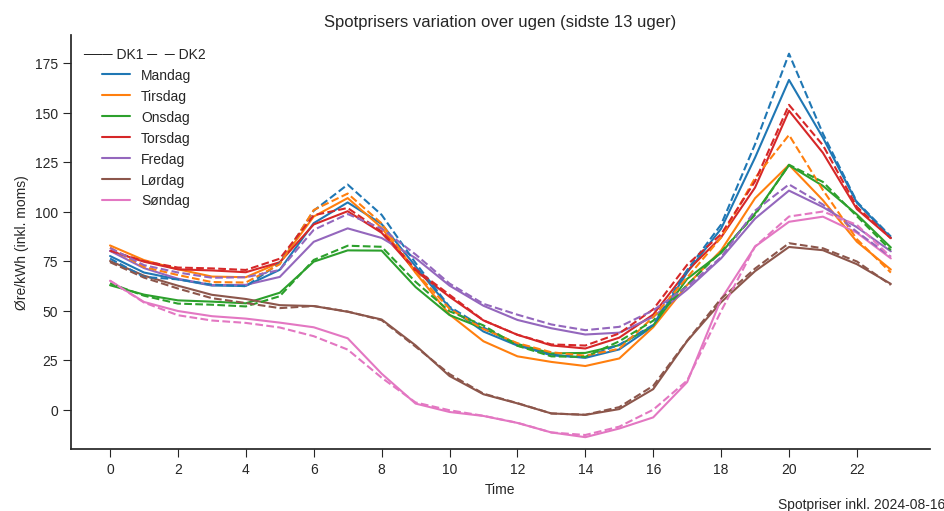 Spotprisers variation over ugen (sidste 13 uger)
DK1 DK2
Mandag
Tirsdag
Onsdag
Torsdag
Fredag
Lørdag
Søndag
Øre/kWh (inkl. moms)
175
150
125
100
75
50
25
0
0 2 4 6 8 10 12 14 16 18 20 22
Time
Spotpriser inkl. 2024-08-16